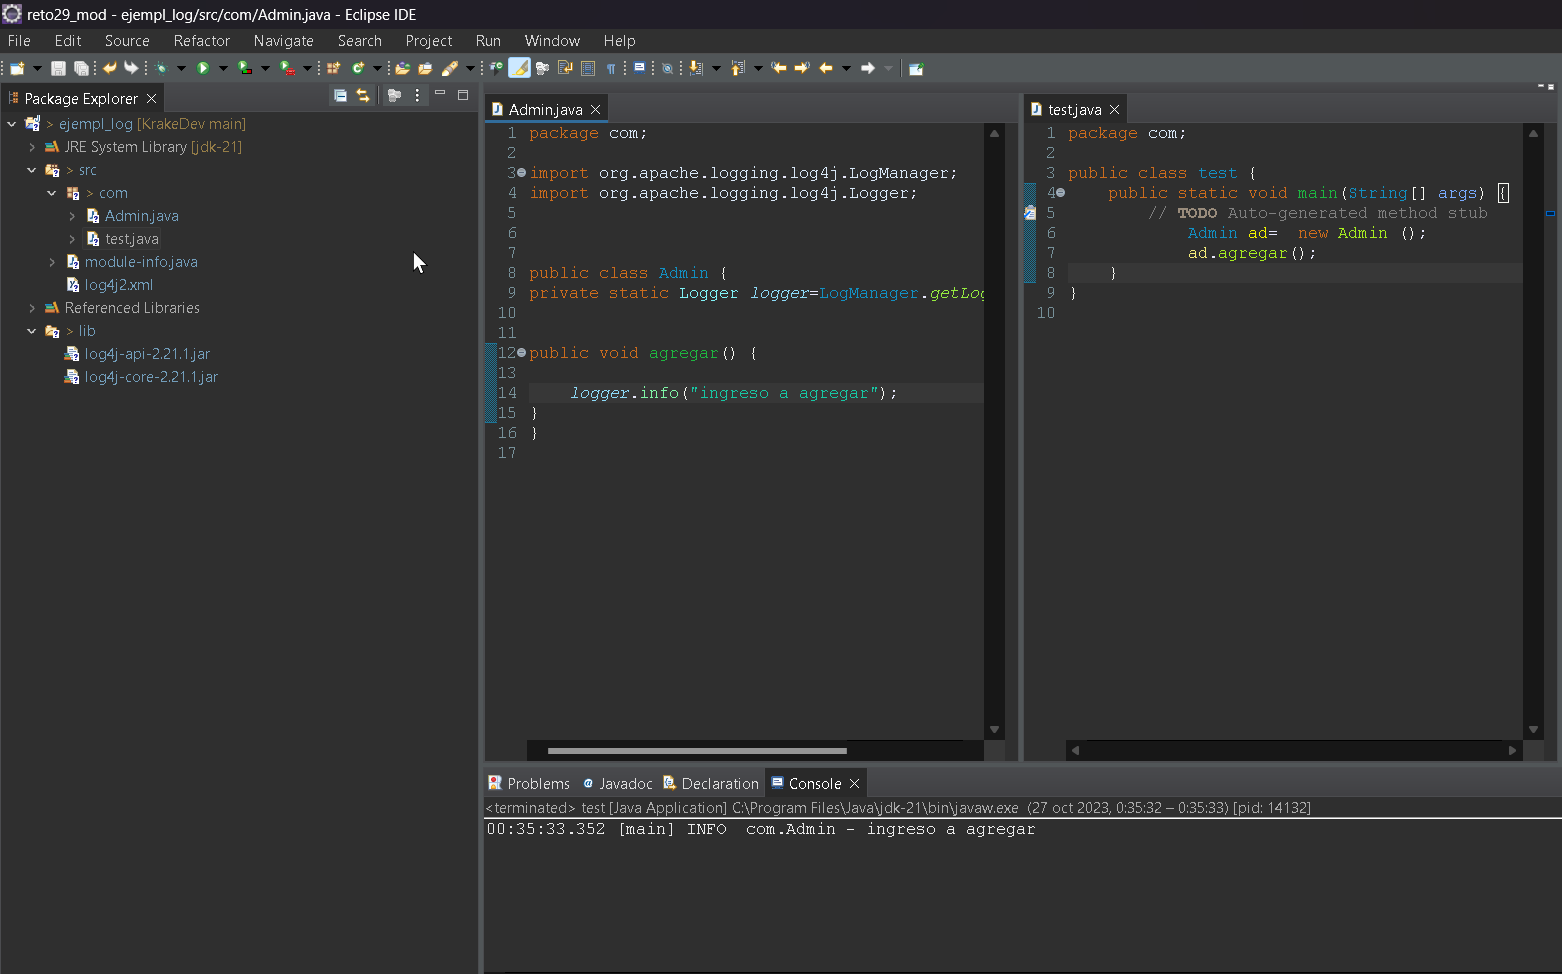 reto29_mod - ejempl_log/src/com/Admin.java - Eclipse IDE
File Edit Source Refactor Navigate Search Project Run Window Help
Package Explorer
> ejempl_log [KrakeDev main]
JRE System Library [jdk-21]
> src
> com
Admin.java
test.java
module-info.java
log4j2.xml
Referenced Libraries
> lib
log4j-api-2.21.1.jar
log4j-core-2.21.1.jar
Admin.java
1 package com;
2
3 import org.apache.logging.log4j.LogManager;
4 import org.apache.logging.log4j.Logger;
5
6
7
8 public class Admin {
9 private static Logger logger=LogManager.getLog
10
11
12 public void agregar() {
13
14 logger.info("ingreso a agregar");
15 }
16 }
17
test.java
1 package com;
2
3 public class test {
4 public static void main(String[] args) {
5 // TODO Auto-generated method stub
6 Admin ad= new Admin ();
7 ad.agregar();
8 }
9 }
10
Problems Javadoc Declaration Console
<terminated> test [Java Application] C:\Program Files\Java\jdk-21\bin\javaw.exe (27 oct 2023, 0:35:32 – 0:35:33) [pid: 14132]
00:35:33.352 [main] INFO com.Admin - ingreso a agregar